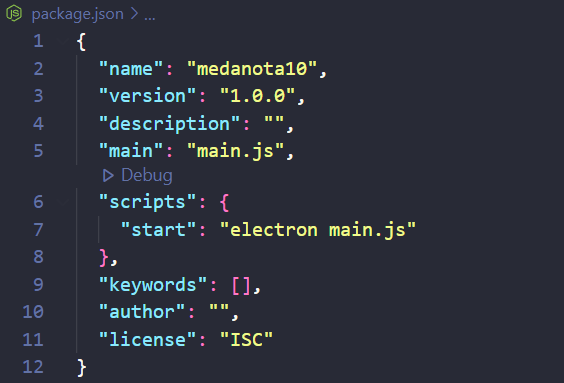 JS package.json > ...
1 {
2 "name": "medanota10",
3 "version": "1.0.0",
4 "description": "",
5 "main": "main.js",
Debug
6 "scripts": {
7 "start": "electron main.js"
8 },
9 "keywords": [],
10 "author": "",
11 "license": "ISC"
12 }